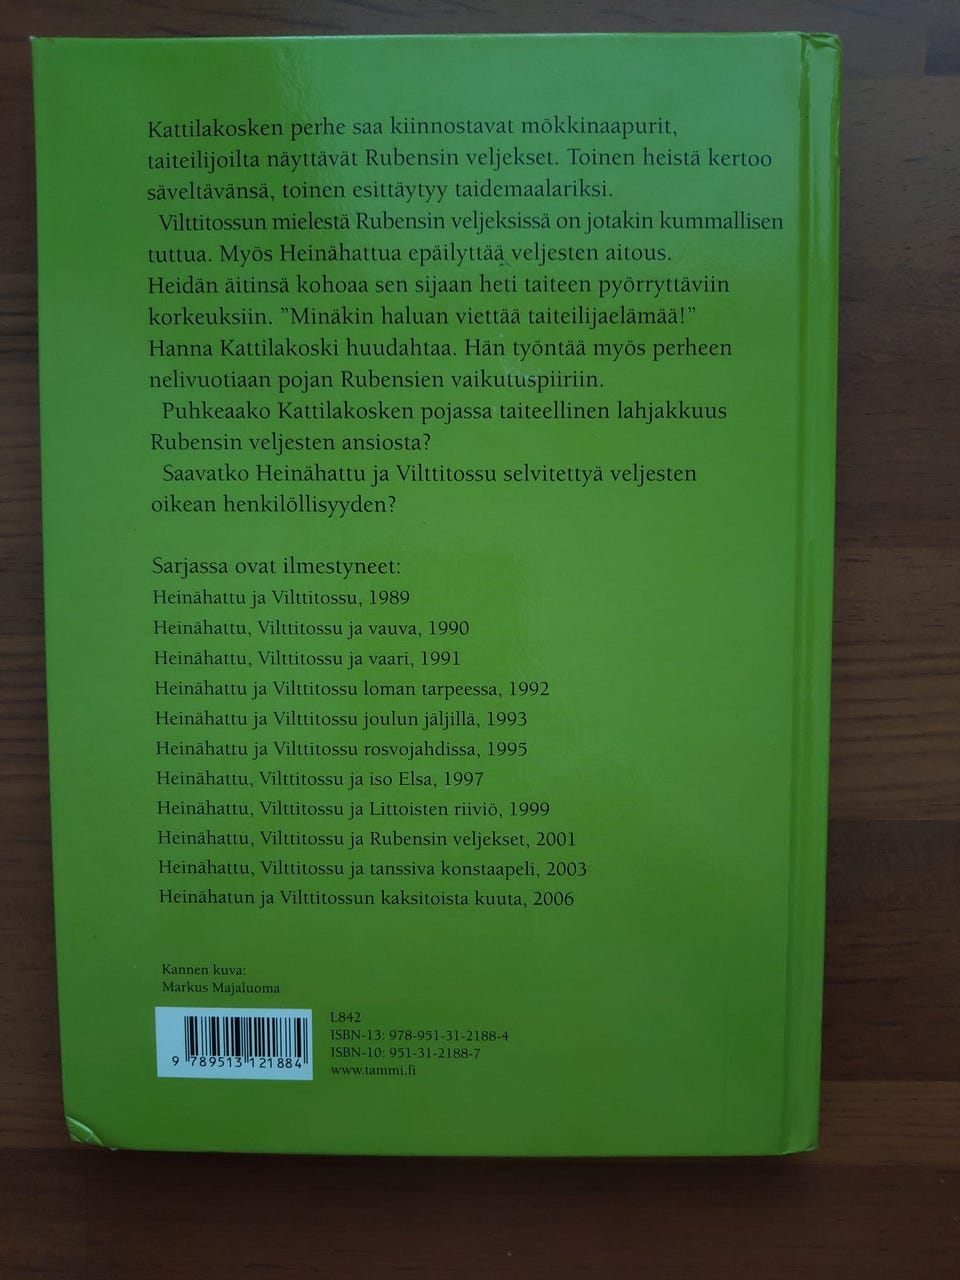 Kattilakosken perhe saa kiinnostavat mökkinaapurit,
taiteilijoilta näyttävät Rubensin veljekset. Toinen heistä kertoo
säveltävänsä, toinen esittäytyy taidemaalariksi.
Vilttitossun mielestä Rubensin veljeksissä on jotakin kummallisen
tuttua. Myös Heinähattua epäilyttää veljesten aitous.
Heidän äitinsä kohoaa sen sijaan heti taiteen pyörryttäviin
korkeuksiin. ”Minäkin haluan viettää taiteilijaelämää!”
Hanna Kattilakoski huudahtaa. Hän työntää myös perheen
nelivuotiaan pojan Rubensien vaikutuspiiriin.
Puhkeaako Kattilakosken pojassa taiteellinen lahjakkuus
Rubensin veljesten ansiosta?
Saavatko Heinähattu ja Vilttitossu selvitettyä veljesten
oikean henkilöllisyyden?
Sarjassa ovat ilmestyneet:
Heinähattu ja Vilttitossu, 1989
Heinähattu, Vilttitossu ja vauva, 1990
Heinähattu, Vilttitossu ja vaari, 1991
Heinähattu ja Vilttitossu loman tarpeessa, 1992
Heinähattu ja Vilttitossu joulun jäljillä, 1993
Heinähattu ja Vilttitossu rosvojahdissa, 1995
Heinähattu, Vilttitossu ja iso Elsa, 1997
Heinähattu, Vilttitossu ja Littoisten riiviö, 1999
Heinähattu, Vilttitossu ja Rubensin veljekset, 2001
Heinähattu, Vilttitossu ja tanssiva konstaapeli, 2003
Heinähatun ja Vilttitossun kaksitoista kuuta, 2006
Kannen kuva:
Markus Majaluoma
9 789513 121884
L842
ISBN-13: 978-951-31-2188-4
ISBN-10: 951-31-2188-7
www.tammi.fi